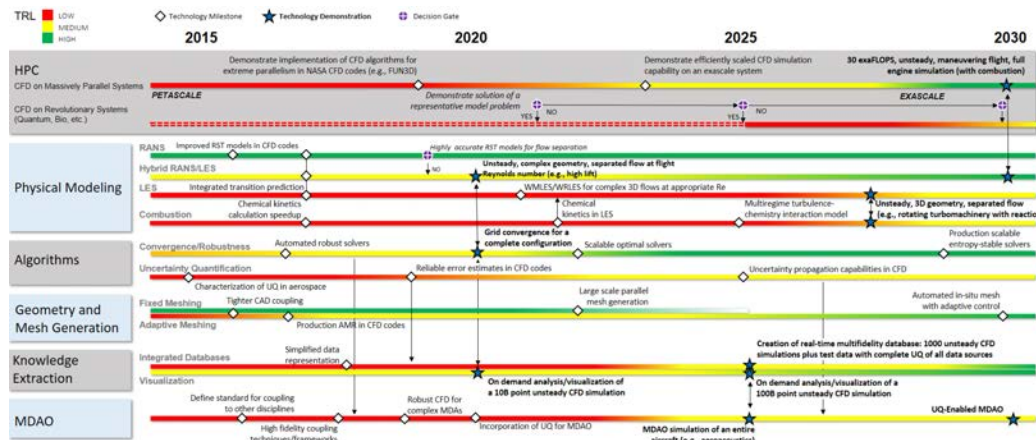 TRL
LOW
MEDIUM
HIGH
Technology Milestone
Technology Demonstration
Decision Gate
2015
2020
2025
2030
HPC
CFD on Massively Parallel Systems
CFD on Revolutionary Systems
(Quantum, Bio, etc.)
Demonstrate implementation of CFD algorithms for
extreme parallelism in NASA CFD codes (e.g., FUN3D)
Demonstrate efficiently scaled CFD simulation
capability on an exascale system
30 exaFLOPS, unsteady, maneuvering flight, full
engine simulation (with combustion)
PETASCALE
Demonstrate solution of a
representative model problem
EXASCALE
NO
YES
NO
YES
Physical Modeling
RANS
Improved RST models in CFD codes
Highly accurate RST models for flow separation
NO
Hybrid RANS/LES
Unsteady, complex geometry, separated flow at flight
Reynolds number (e.g., high lift)
LES
Integrated transition prediction
WMLES/WRLES for complex 3D flows at appropriate Re
Unsteady, 3D geometry, separated flow
(e.g., rotating turbomachinery with reactio
Combustion
Chemical kinetics
calculation speedup
Chemical
kinetics in LES
Multiregime turbulence-
chemistry interaction model
Algorithms
Convergence/Robustness
Automated robust solvers
Grid convergence for a
complete configuration
Scalable optimal solvers
Production scalable
entropy-stable solvers
Uncertainty Quantification
Characterization of UQ in aerospace
Reliable error estimates in CFD codes
Uncertainty propagation capabilities in CFD
Geometry and
Mesh Generation
Fixed Meshing
Tighter CAD coupling
Large scale parallel
mesh generation
Automated in-situ mesh
with adaptive control
Adaptive Meshing
Production AMR in CFD codes
Knowledge
Extraction
Integrated Databases
Simplified data
representation
Creation of real-time multifidelity database: 1000 unsteady CFD
simulations plus test data with complete UQ of all data sources
Visualization
On demand analysis/visualization of
a 10B point unsteady CFD simulation
On demand analysis/visualization of a
100B point unsteady CFD simulation
MDAO
Define standard for coupling
to other disciplines
High fidelity coupling
techniques/frameworks
Robust CFD for
complex MDAs
Incorporation of UQ for MDAO
MDAO simulation of an entire
aircraft (e.g.,
UQ-Enabled MDAO